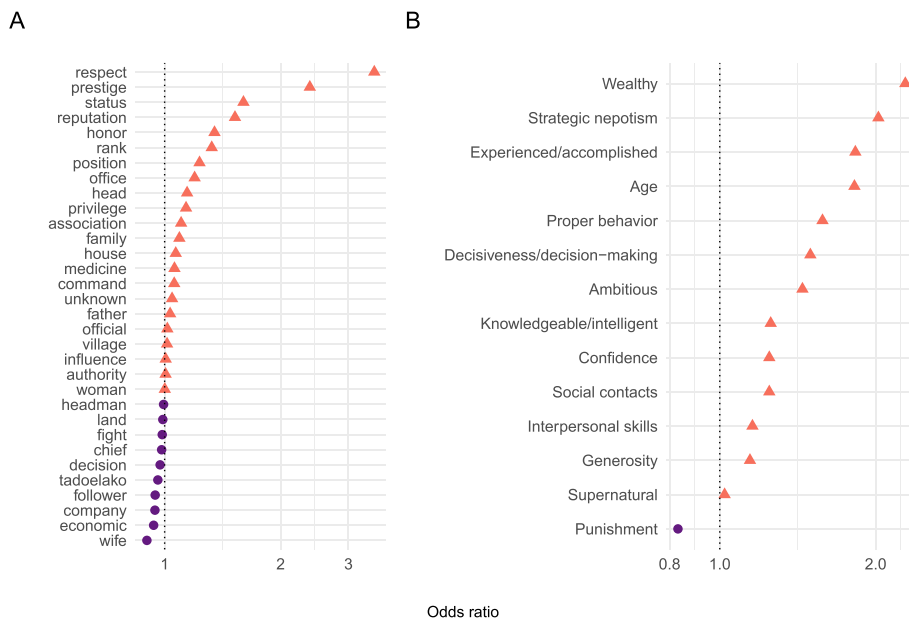 A
B
respect
prestige
status
reputation
honor
rank
position
office
head
privilege
association
family
house
medicine
command
unknown
father
official
village
influence
authority
woman
headman
land
fight
chief
decision
tadoelako
follower
company
economic
wife
1
2
3
Wealthy
Strategic nepotism
Experienced/accomplished
Age
Proper behavior
Decisiveness/decision−making
Ambitious
Knowledgeable/intelligent
Confidence
Social contacts
Interpersonal skills
Generosity
Supernatural
Punishment
0.8
1.0
2.0
Odds ratio